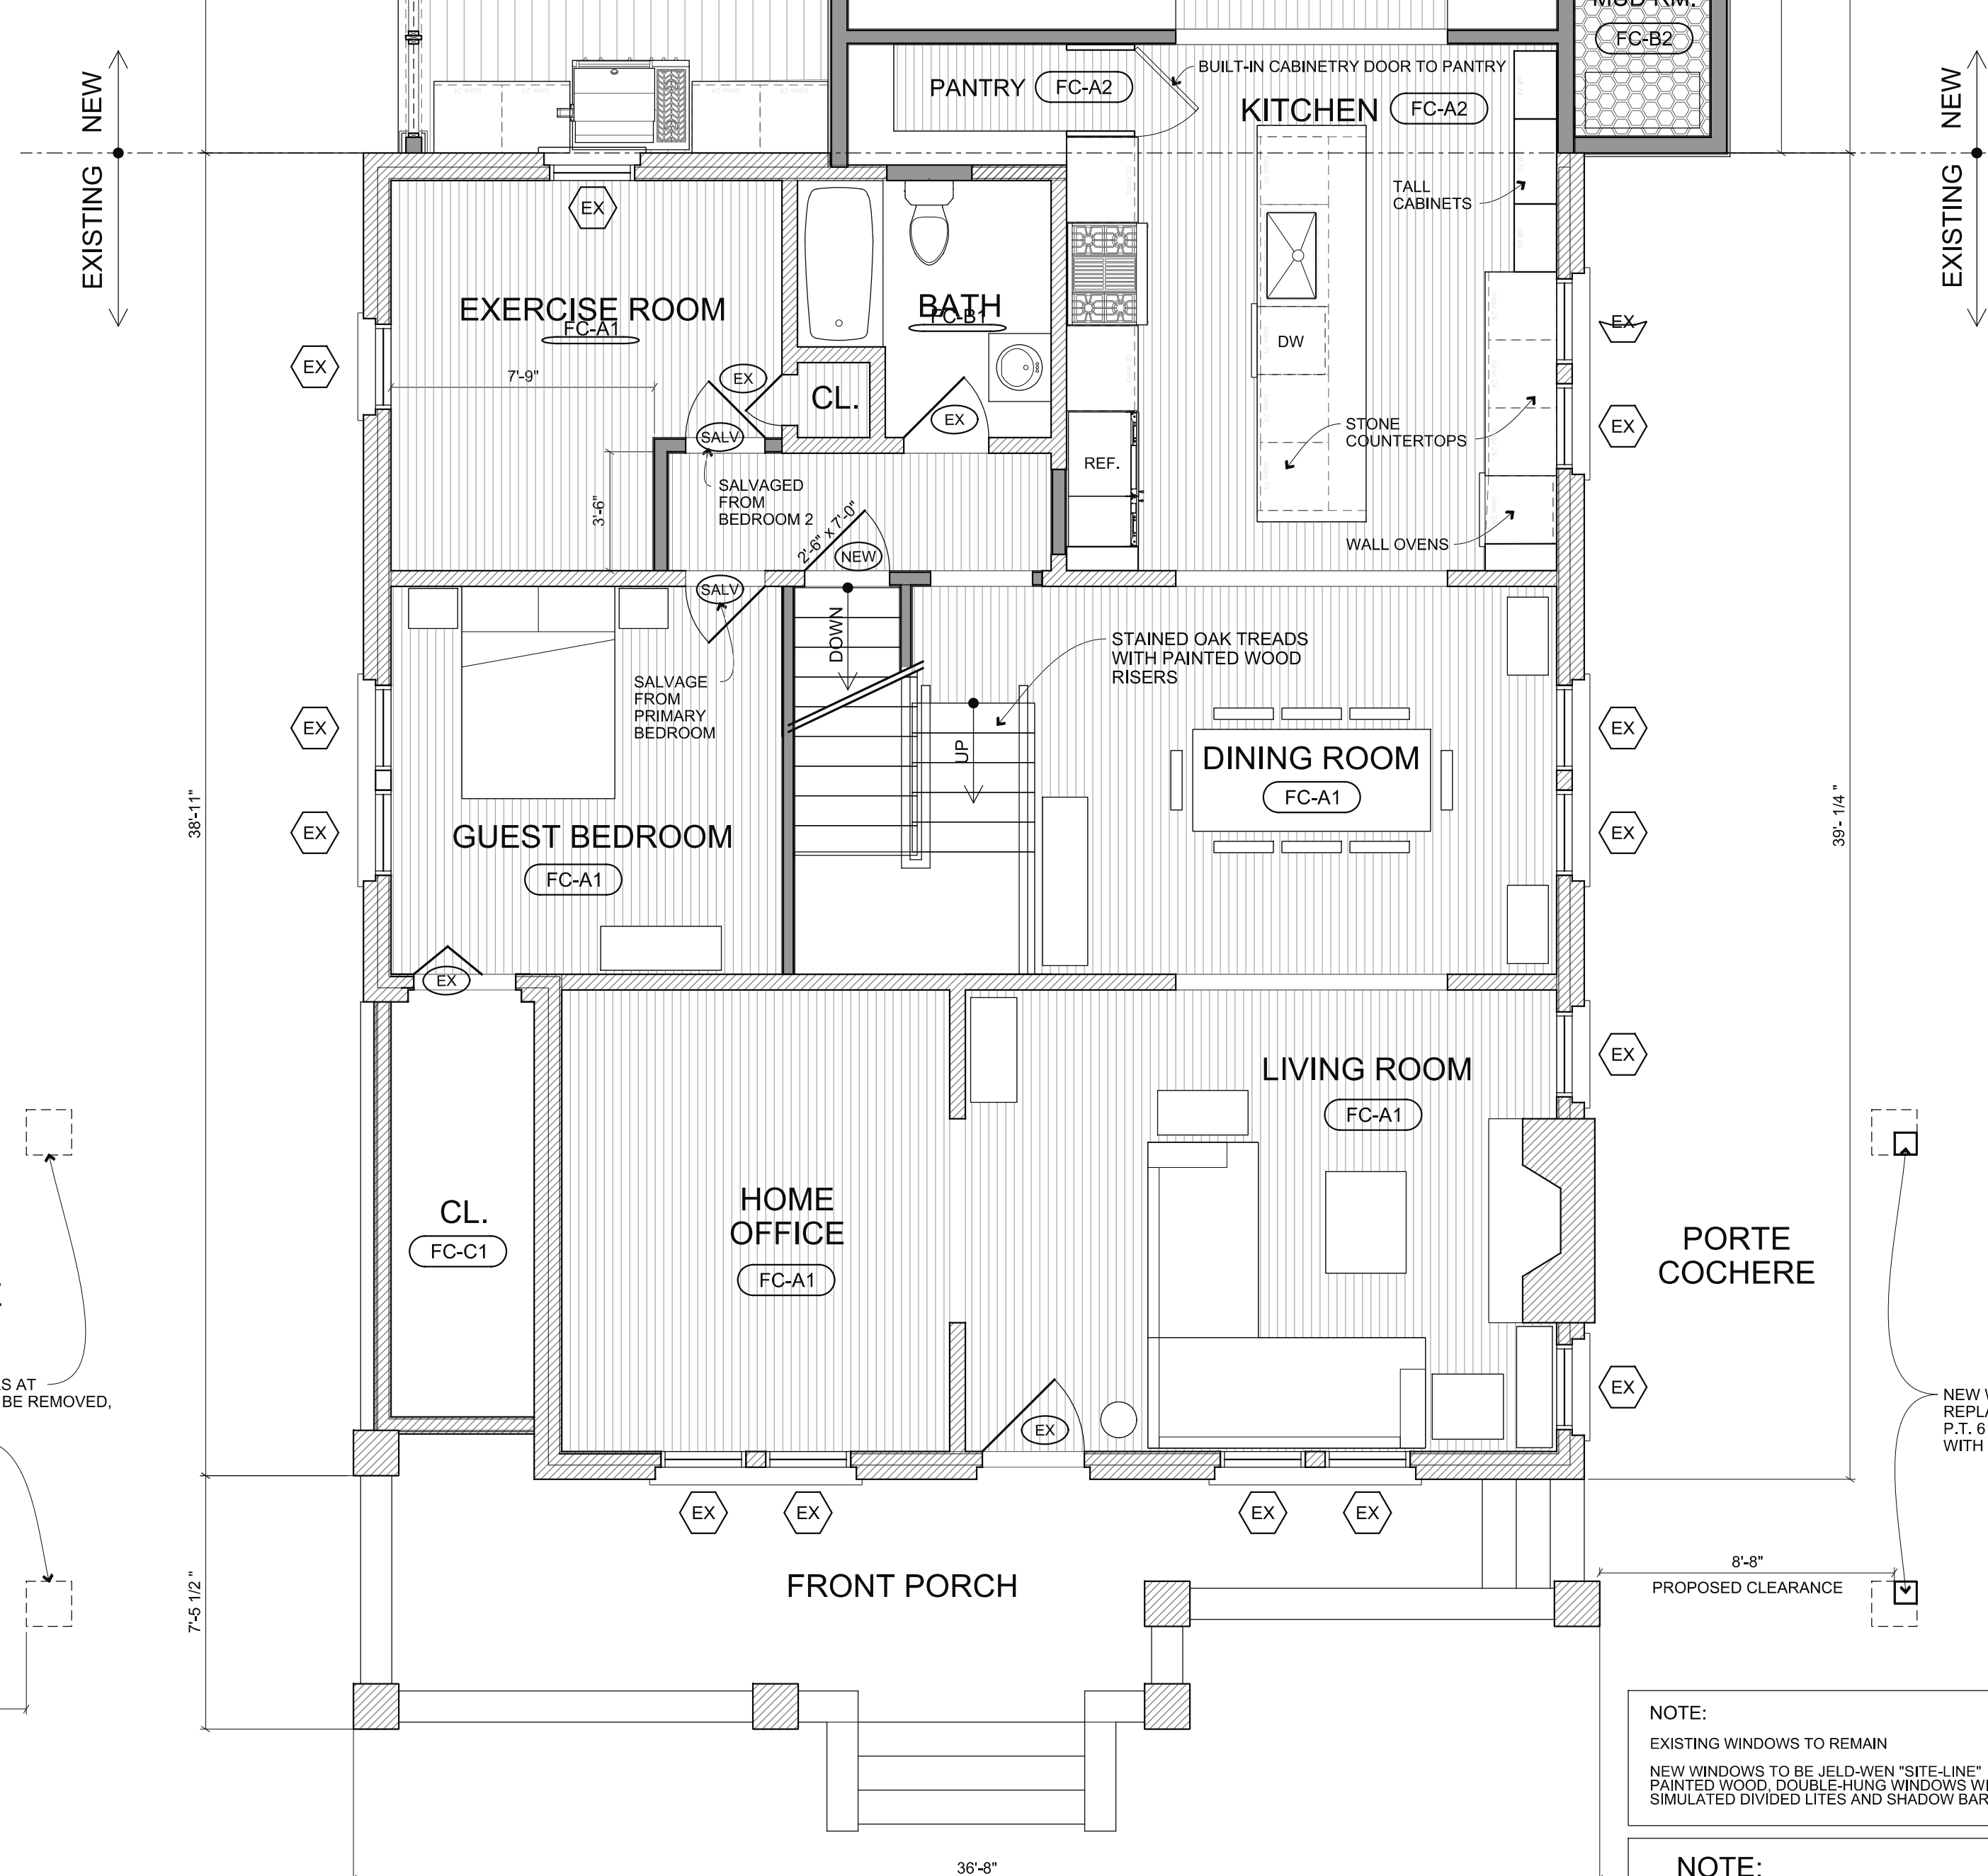 MUD RM.
FC-B2
NEW
EXISTING
NEW
EXISTING
PANTRY
FC-A2
BUILT-IN CABINETRY DOOR TO PANTRY
KITCHEN
FC-A2
TALL
CABINETS
EX
EXERCISE ROOM
FC-A1
BATH
FC-B1
EX
EX
DW
7'-9"
EX
CL.
EX
EX
SALV
STONE
COUNTERTOPS
REF.
SALVAGED
FROM
BEDROOM 2
3'-6"
2'-6" x 7'-0"
NEW
WALL OVENS
SALV
DOWN
STAINED OAK TREADS
WITH PAINTED WOOD
RISERS
SALVAGE
FROM
PRIMARY
BEDROOM
EX
EX
UP
DINING ROOM
FC-A1
38'-11"
39'- 1/4 "
EX
EX
GUEST BEDROOM
FC-A1
EX
LIVING ROOM
FC-A1
EX
HOME
OFFICE
FC-A1
CL.
FC-C1
PORTE
COCHERE
S AT
BE REMOVED,
EX
EX
NEW
REPLA
P.T. 6
WITH
EX
EX
EX
EX
FRONT PORCH
8'-8"
PROPOSED CLEARANCE
7'-5 1/2 "
NOTE:
EXISTING WINDOWS TO REMAIN
NEW WINDOWS TO BE JELD-WEN "SITE-LINE"
PAINTED WOOD, DOUBLE-HUNG WINDOWS WI
SIMULATED DIVIDED LITES AND SHADOW BAR
36'-8"
NOTE: